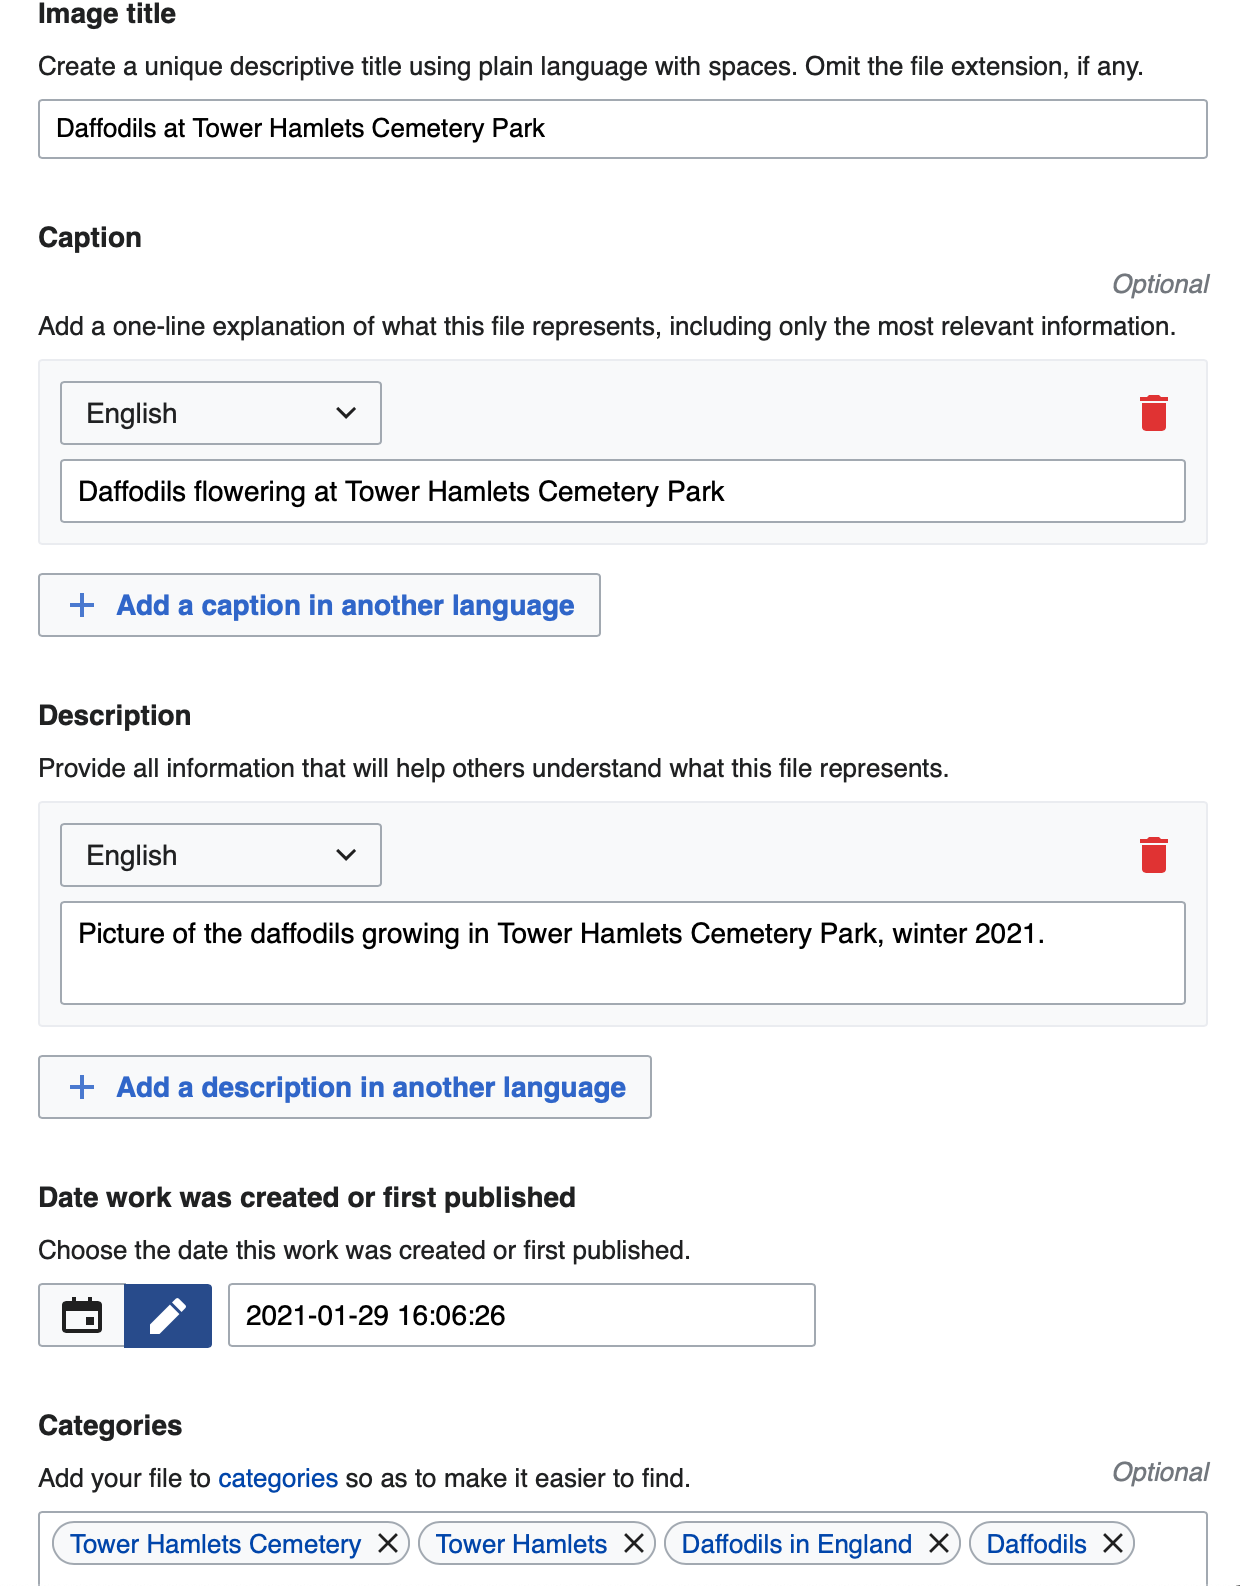 Image title
Create a unique descriptive title using plain language with spaces. Omit the file extension, if any.
Daffodils at Tower Hamlets Cemetery Park
Caption
Optional
Add a one-line explanation of what this file represents, including only the most relevant information.
English
Daffodils flowering at Tower Hamlets Cemetery Park
Add a caption in another language
Description
Provide all information that will help others understand what this file represents.
English
Picture of the daffodils growing in Tower Hamlets Cemetery Park, winter 2021.
Add a description in another language
Date work was created or first published
Choose the date this work was created or first published.
2021-01-29 16:06:26
Categories
Add your file to categories so as to make it easier to find.
Optional
Tower Hamlets Cemetery Tower Hamlets Daffodils in England Daffodils